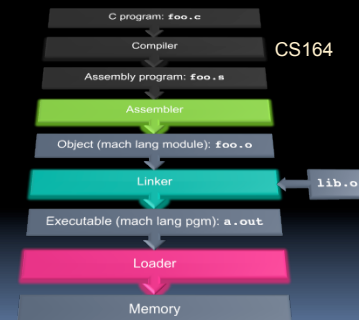 C program: foo.c
Compiler
CS164
Assembly program: foo.s
Assembler
Object (mach lang module): foo.o
Linker
lib.o
Executable (mach lang pgm): a.out
Loader
Memory